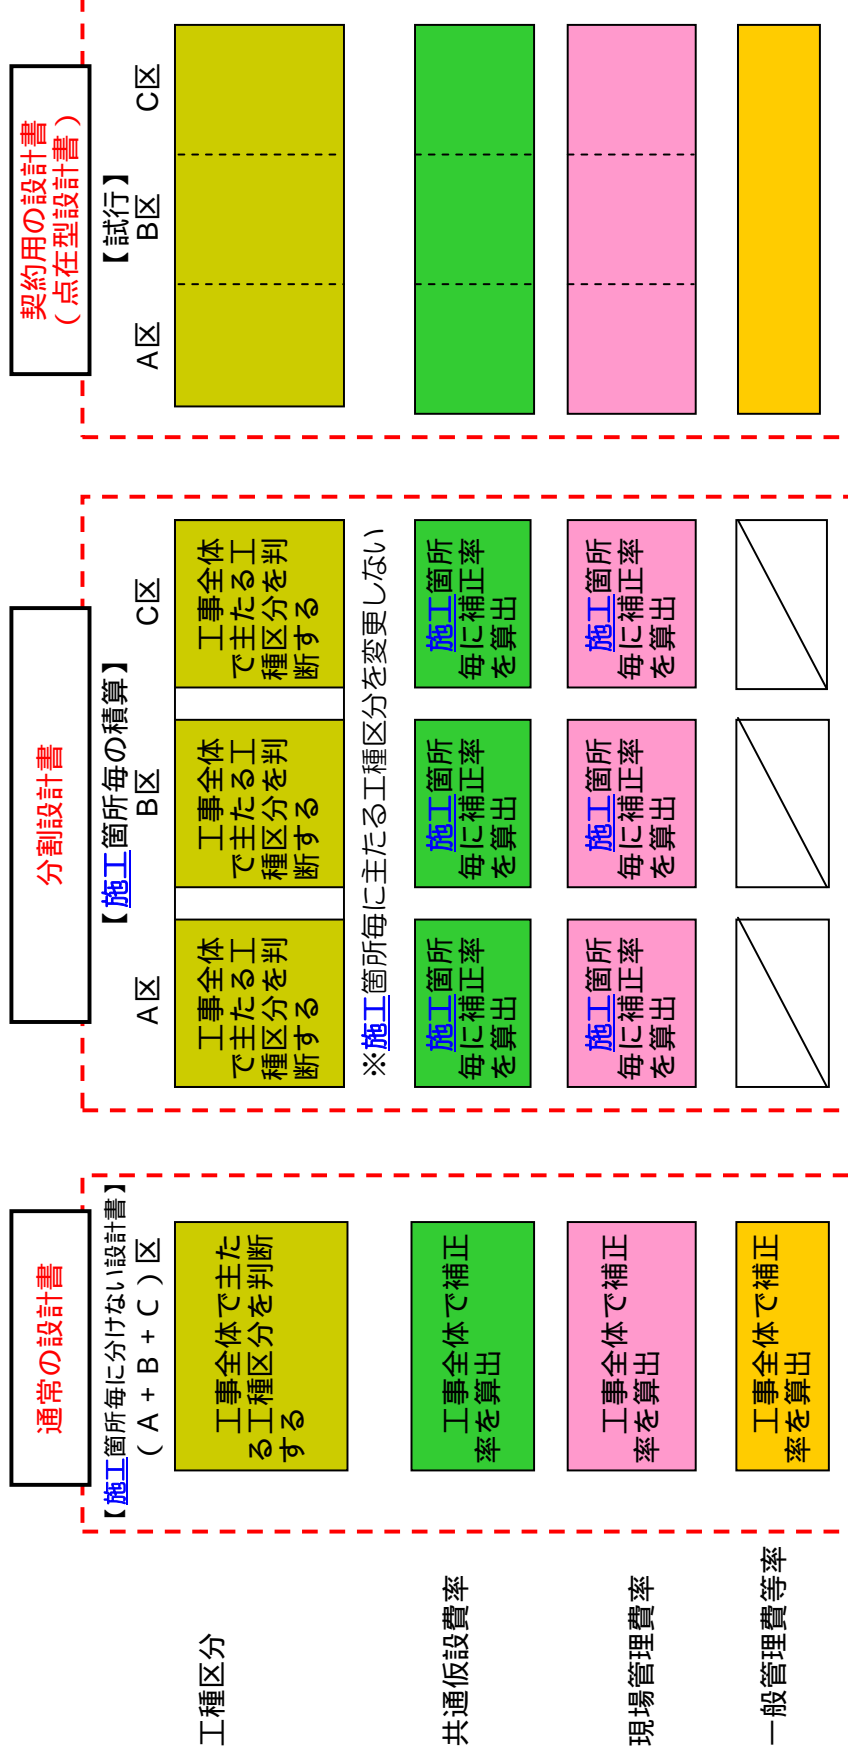 通常の設計書
【施工箇所毎に分けない設計書】
（Ａ＋Ｂ＋Ｃ）区
工事全体で主た
る工種区分を判断
する
工事全体で補正
率を算出
工事全体で補正
率を算出
工事全体で補正
率を算出
分割設計書
【施工箇所毎の積算】
A区
B区
C区
工事全体
で主たる工
種区分を判
断する
工事全体
で主たる工
種区分を判
断する
工事全体
で主たる工
種区分を判
断する
※施工箇所毎に主たる工種区分を変更しない
施工箇所
毎に補正率
を算出
施工箇所
毎に補正率
を算出
施工箇所
毎に補正率
を算出
施工箇所
毎に補正率
を算出
施工箇所
毎に補正率
を算出
施工箇所
毎に補正率
を算出
契約用の設計書
（点在型設計書）
【試行】
A区
B区
C区
工種区分
共通仮設費率
現場管理費率
一般管理費等率